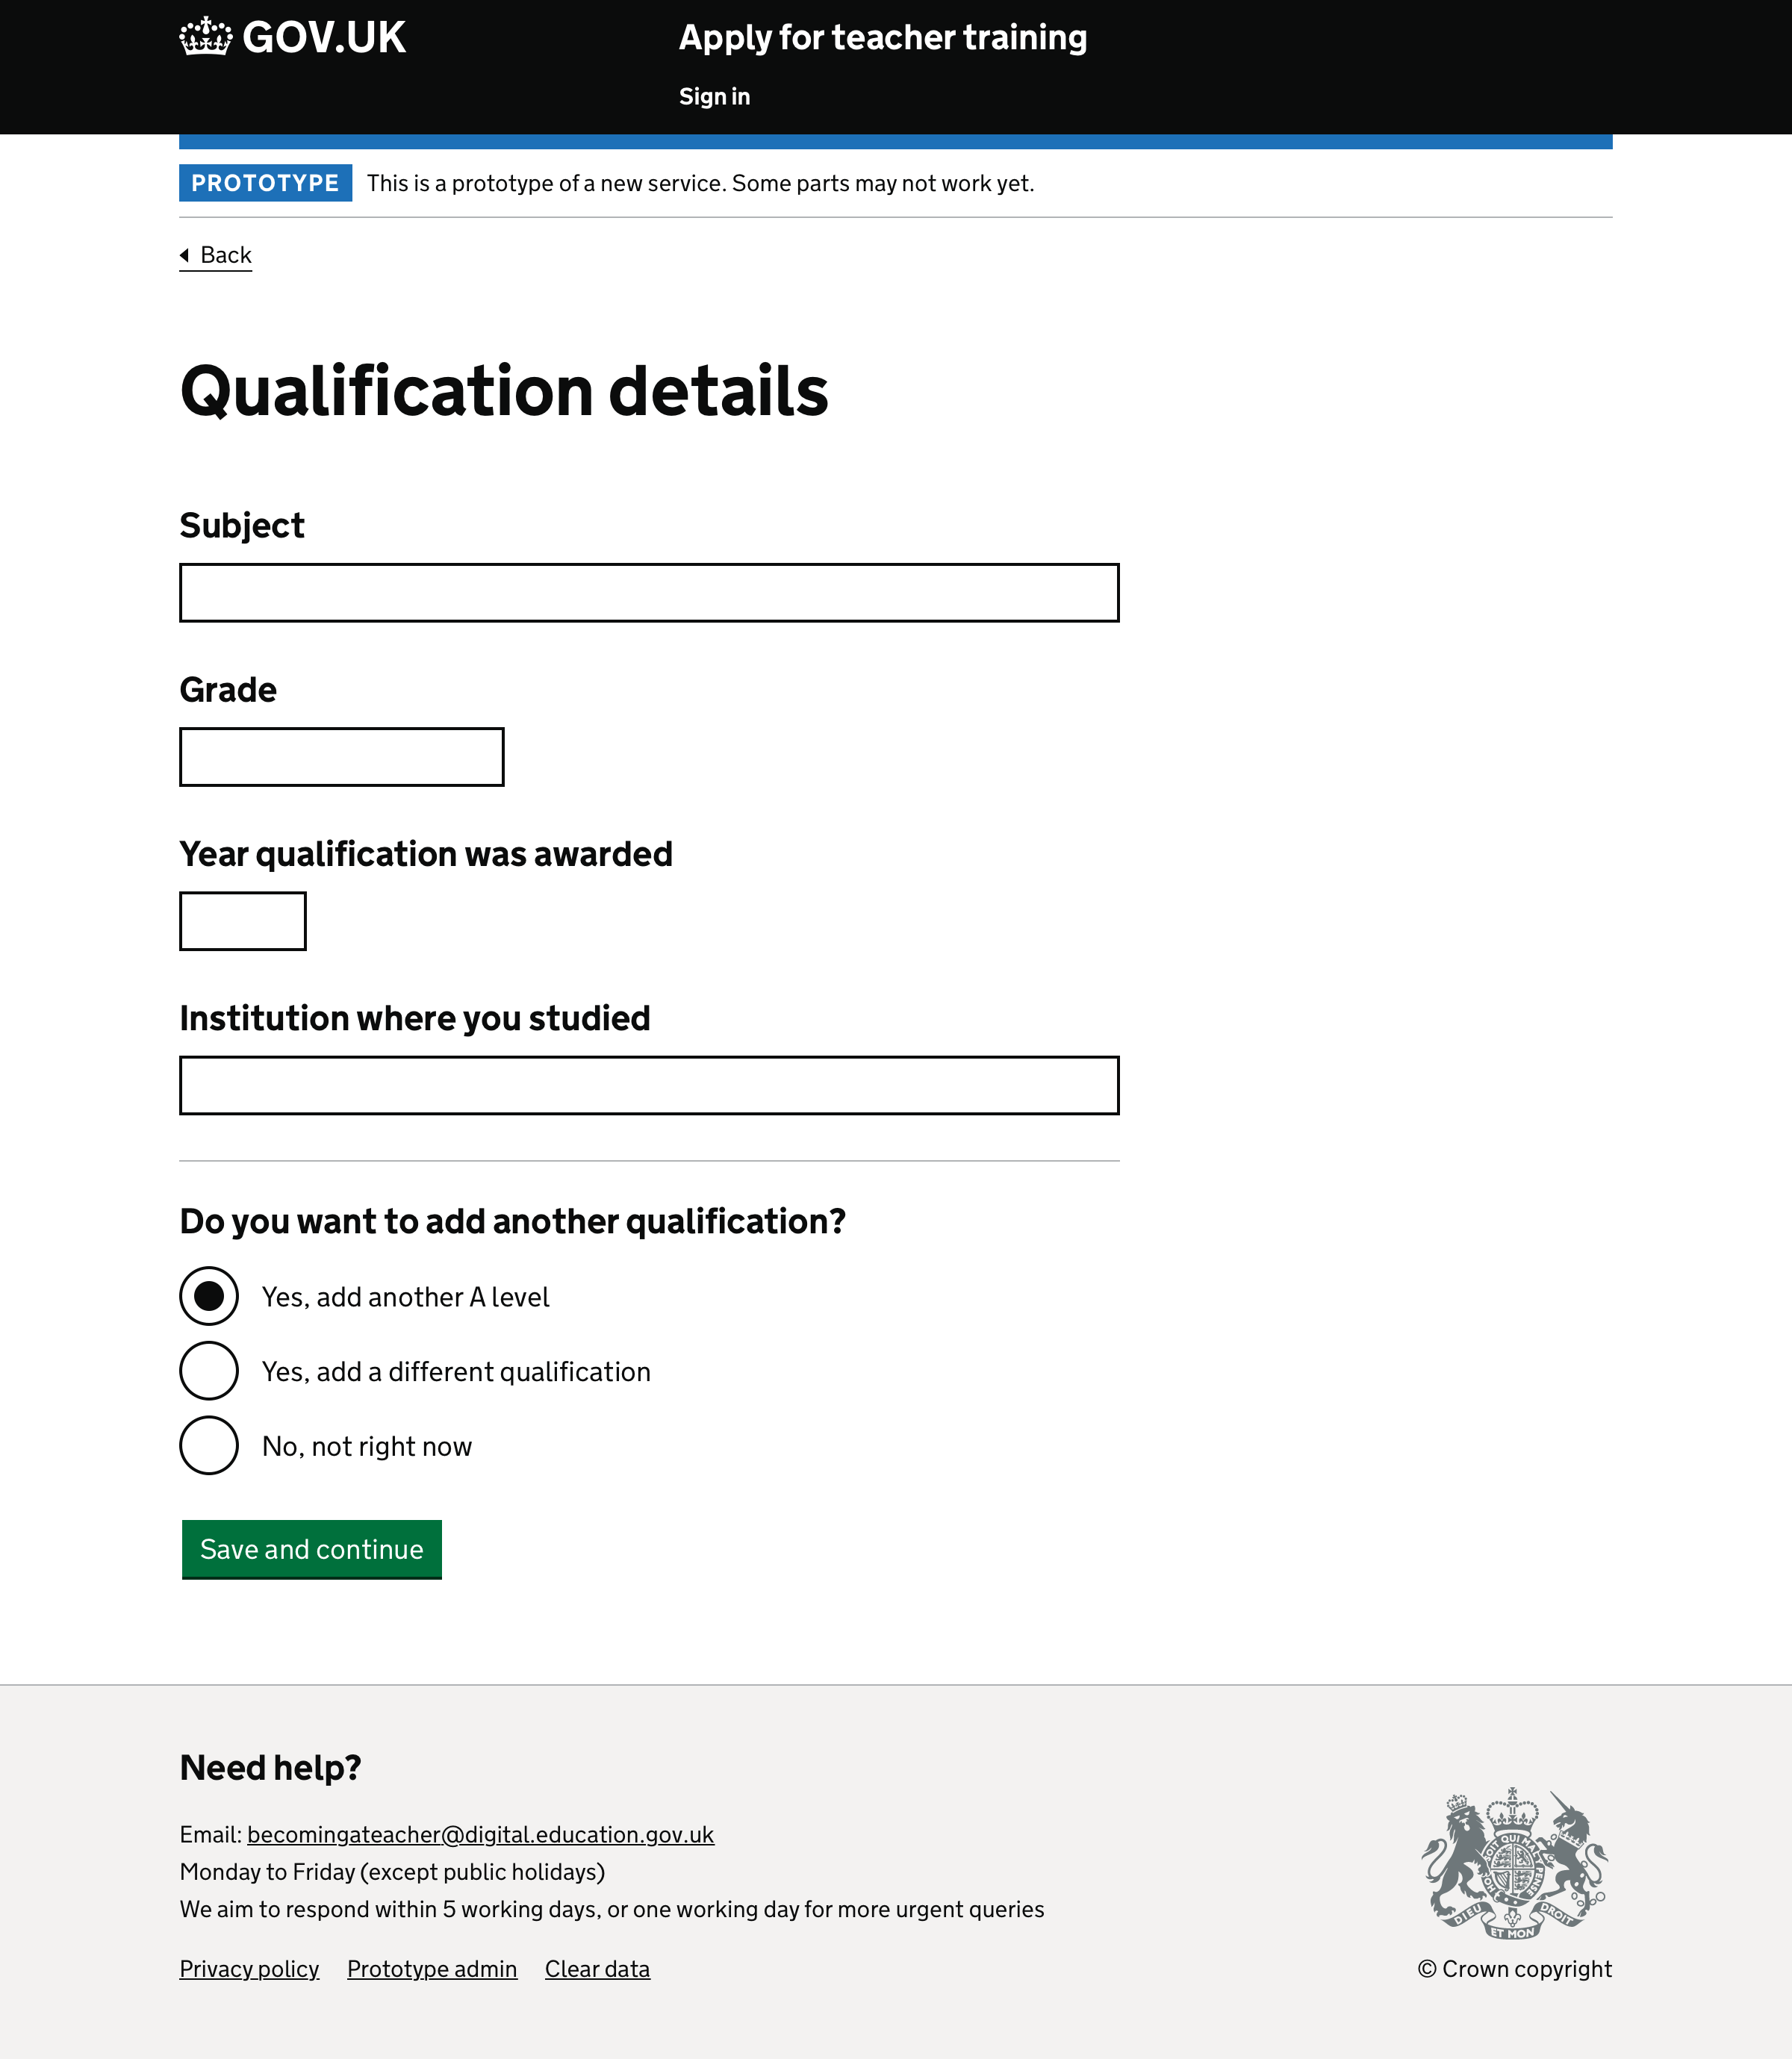 GOV.UK
Apply for teacher training
Sign in
PROTOTYPE This is a prototype of a new service. Some parts may not work yet.
Back
Qualification details
Subject
Grade
Year qualification was awarded
Institution where you studied
Do you want to add another qualification?
Yes, add another A level
Yes, add a different qualification
No, not right now
Save and continue
Need help?
Email: becomingateacher@digital.education.gov.uk
Monday to Friday (except public holidays)
We aim to respond within 5 working days, or one working day for more urgent queries
Privacy policy Prototype admin Clear data
DIEU ET MON DROIT
© Crown copyright